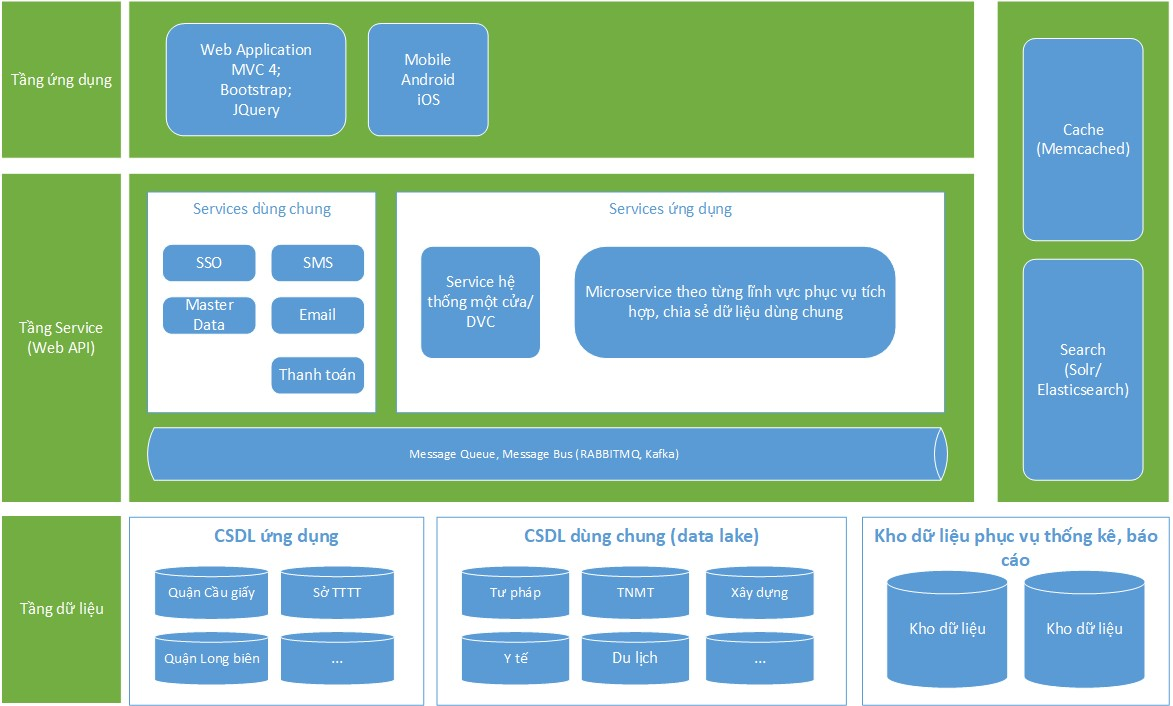 Tầng ứng dụng
Web Application
MVC 4;
Bootstrap;
JQuery
Mobile
Android
iOS
Cache
(Memcached)
Search
(Solr/
Elasticsearch)
Tầng Service
(Web API)
Services dùng chung
SSO
SMS
Master
Data
Email
Thanh toán
Services ứng dụng
Service hệ
thống một cửa/
DVC
Microservice theo từng lĩnh vực phục vụ tích
hợp, chia sẻ dữ liệu dùng chung
Message Queue, Message Bus (RABBITMQ, Kafka)
Tầng dữ liệu
CSDL ứng dụng
Quận Cầu giấy
Sở TTTT
Quận Long biên
...
CSDL dùng chung (data lake)
Tư pháp
TNMT
Xây dựng
Y tế
Du lịch
...
Kho dữ liệu phục vụ thống kê, báo
cáo
Kho dữ liệu
Kho dữ liệu